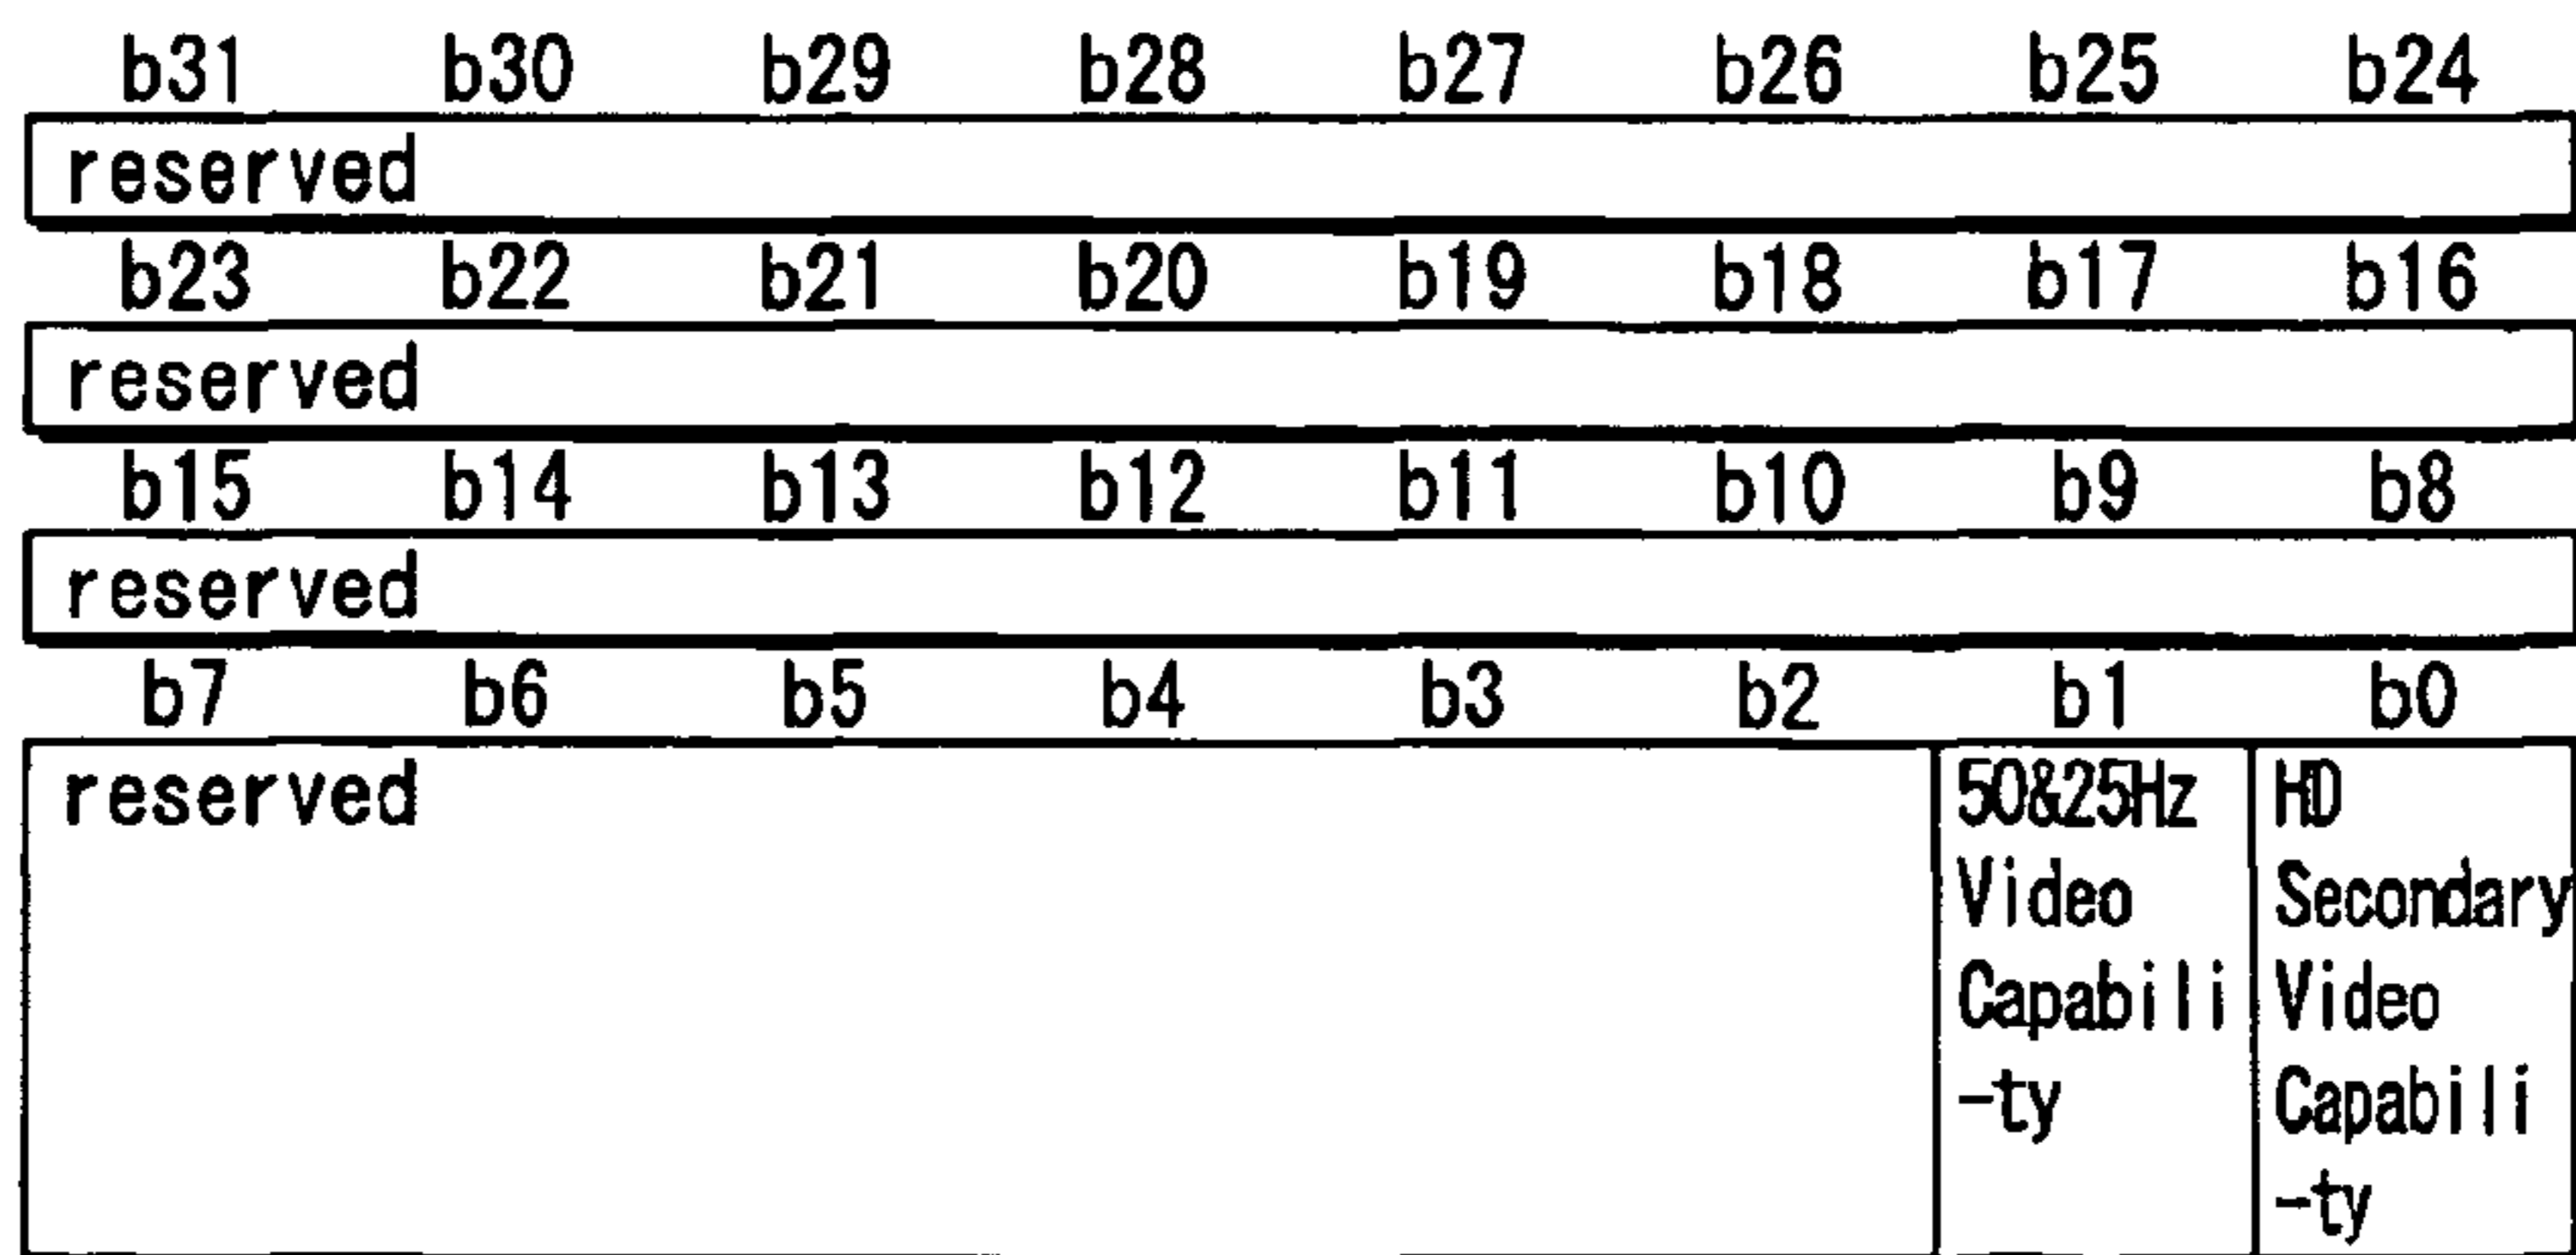 b31 b30 b29 b28 b27 b26 b25 b24
reserved
b23 b22 b21 b20 b19 b18 b17 b16
reserved
b15 b14 b13 b12 b11 b10 b9 b8
reserved
b7 b6 b5 b4 b3 b2 b1 b0
reserved
50&25Hz
Video
Capabili
-ty
HD
Secondary
Video
Capabili
-ty